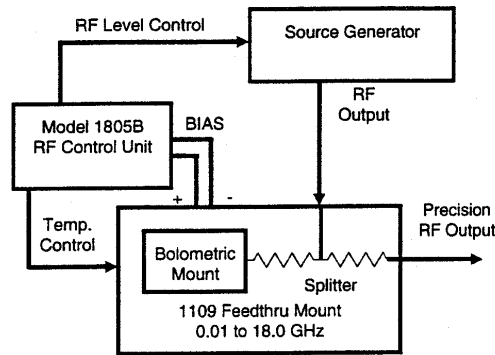 RF Level Control
Source Generator
Model 1805B
RF Control Unit
BIAS
RF
Output
+ -
Temp.
Control
Precision
RF Output
Bolometric
Mount
Splitter
1109 Feedthru Mount
0.01 to 18.0 GHz